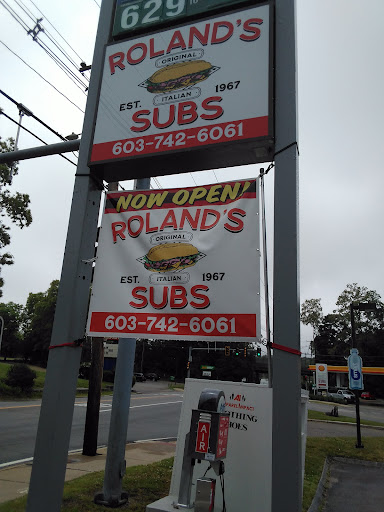 629
ROLAND'S
ORIGINAL
EST. 1967
ITALIAN
SUBS
603-742-6061
NOW OPEN!
ROLAND'S
ORIGINAL
EST. 1967
ITALIAN
SUBS
603-742-6061
AIR